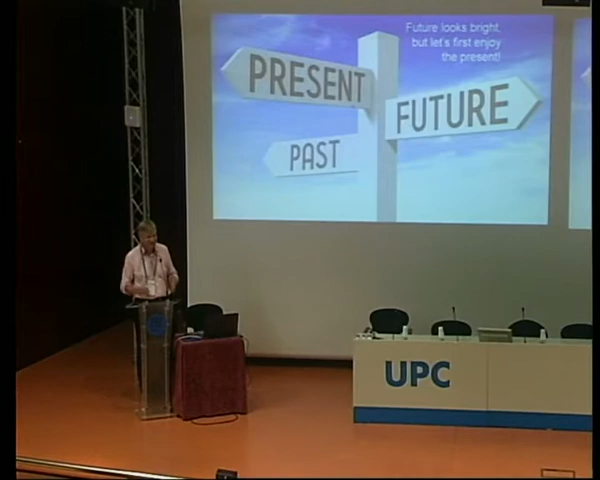 Future looks bright,
but let's first enjoy
the present!
PRESENT
FUTURE
PAST
UPC